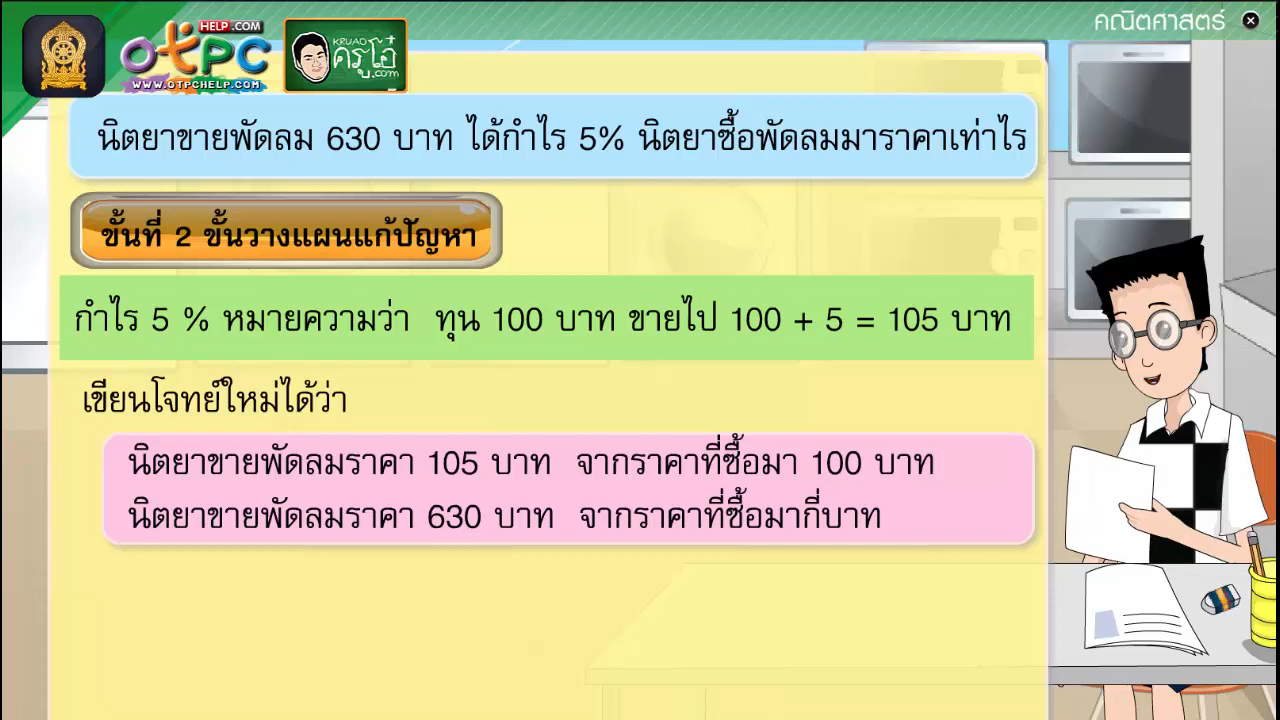 คณิตศาสตร์
HELP.COM
OTPC
WWW.OTPCHELP.COM
KRUAO
ครูโอ๋
.com
นิตยาขายพัดลม 630 บาท ได้กำไร 5% นิตยาซื้อพัดลมมาราคาเท่าไร
ขั้นที่ 2 ขั้นวางแผนแก้ปัญหา
กำไร 5 % หมายความว่า ทุน 100 บาท ขายไป 100 + 5 = 105 บาท
เขียนโจทย์ใหม่ได้ว่า
นิตยาขายพัดลมราคา 105 บาท จากราคาที่ซื้อมา 100 บาท
นิตยาขายพัดลมราคา 630 บาท จากราคาที่ซื้อมากี่บาท